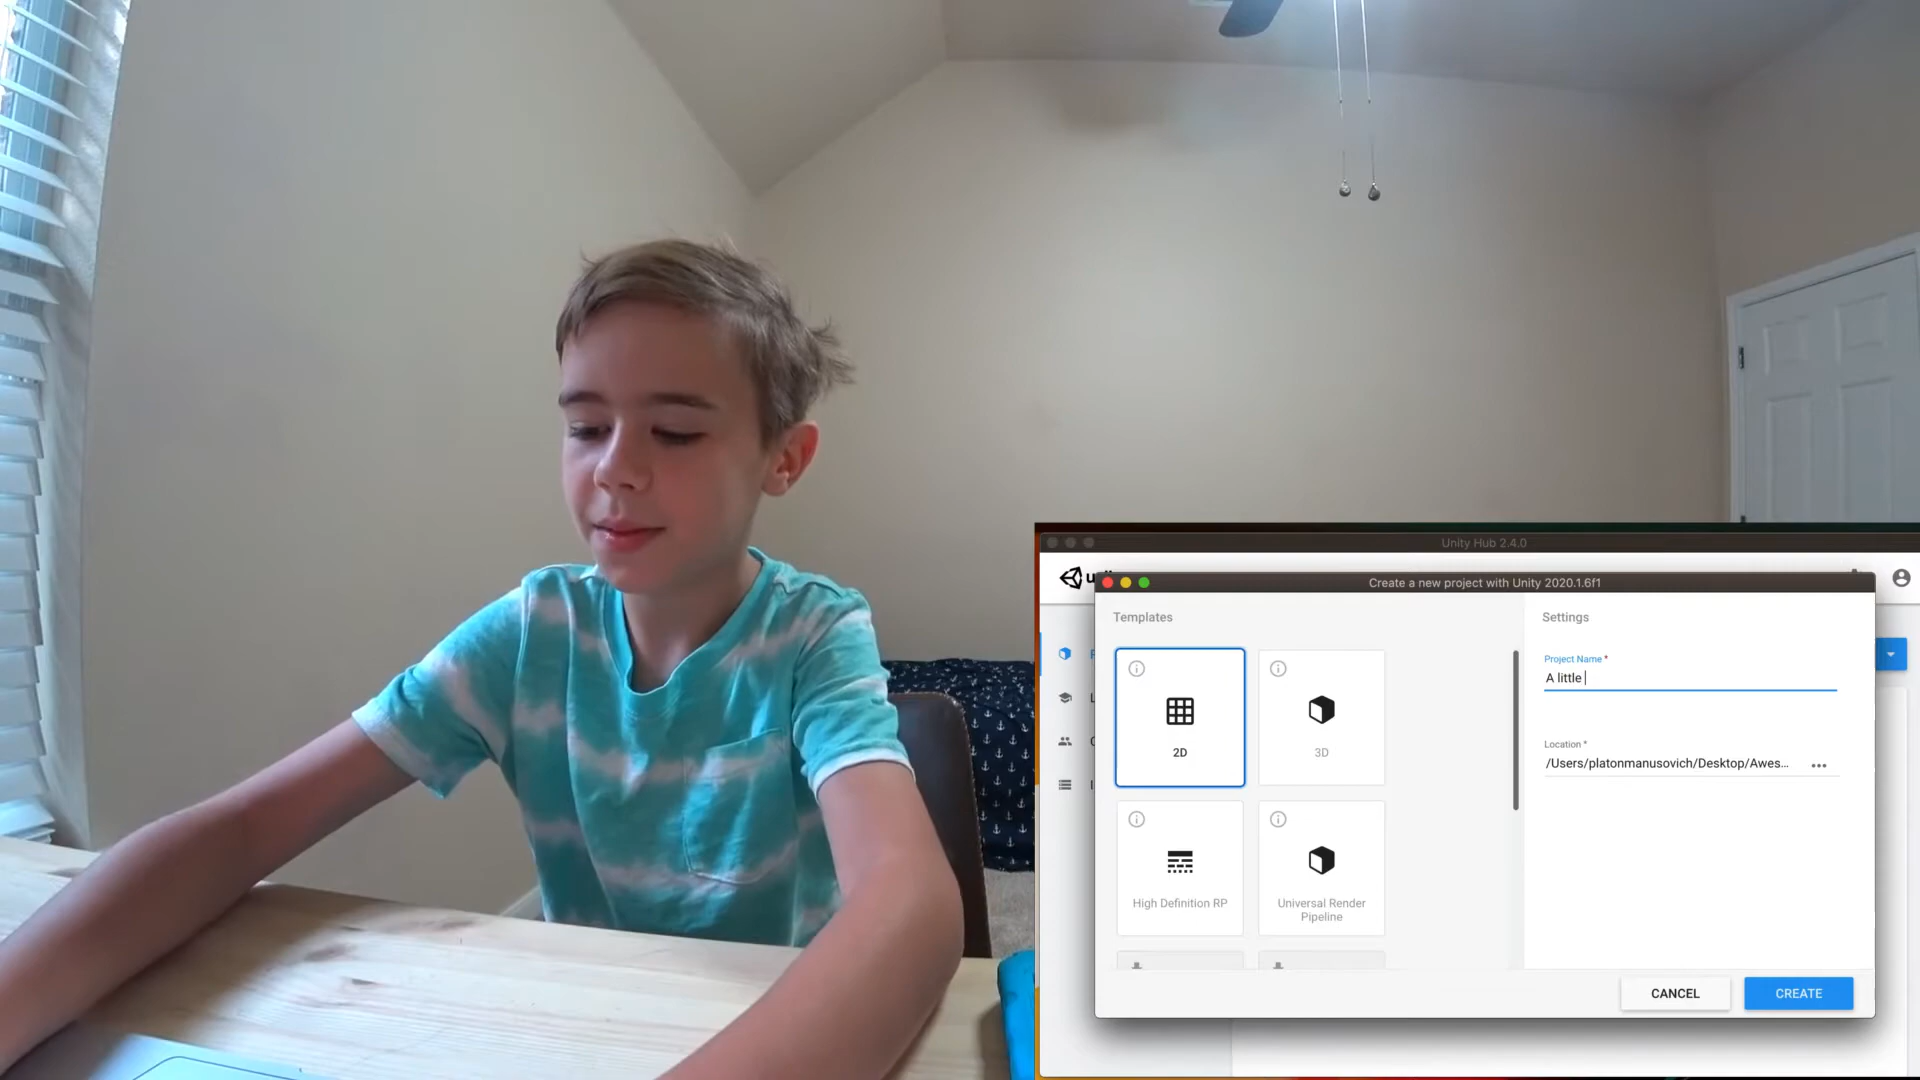 Unity Hub 2.4.0
Create a new project with Unity 2020.1.6f1
Templates
Settings
Project Name *
A little
2D
3D
Location *
/Users/platonmanusovich/Desktop/Awes...
High Definition RP
Universal Render
Pipeline
CANCEL
CREATE